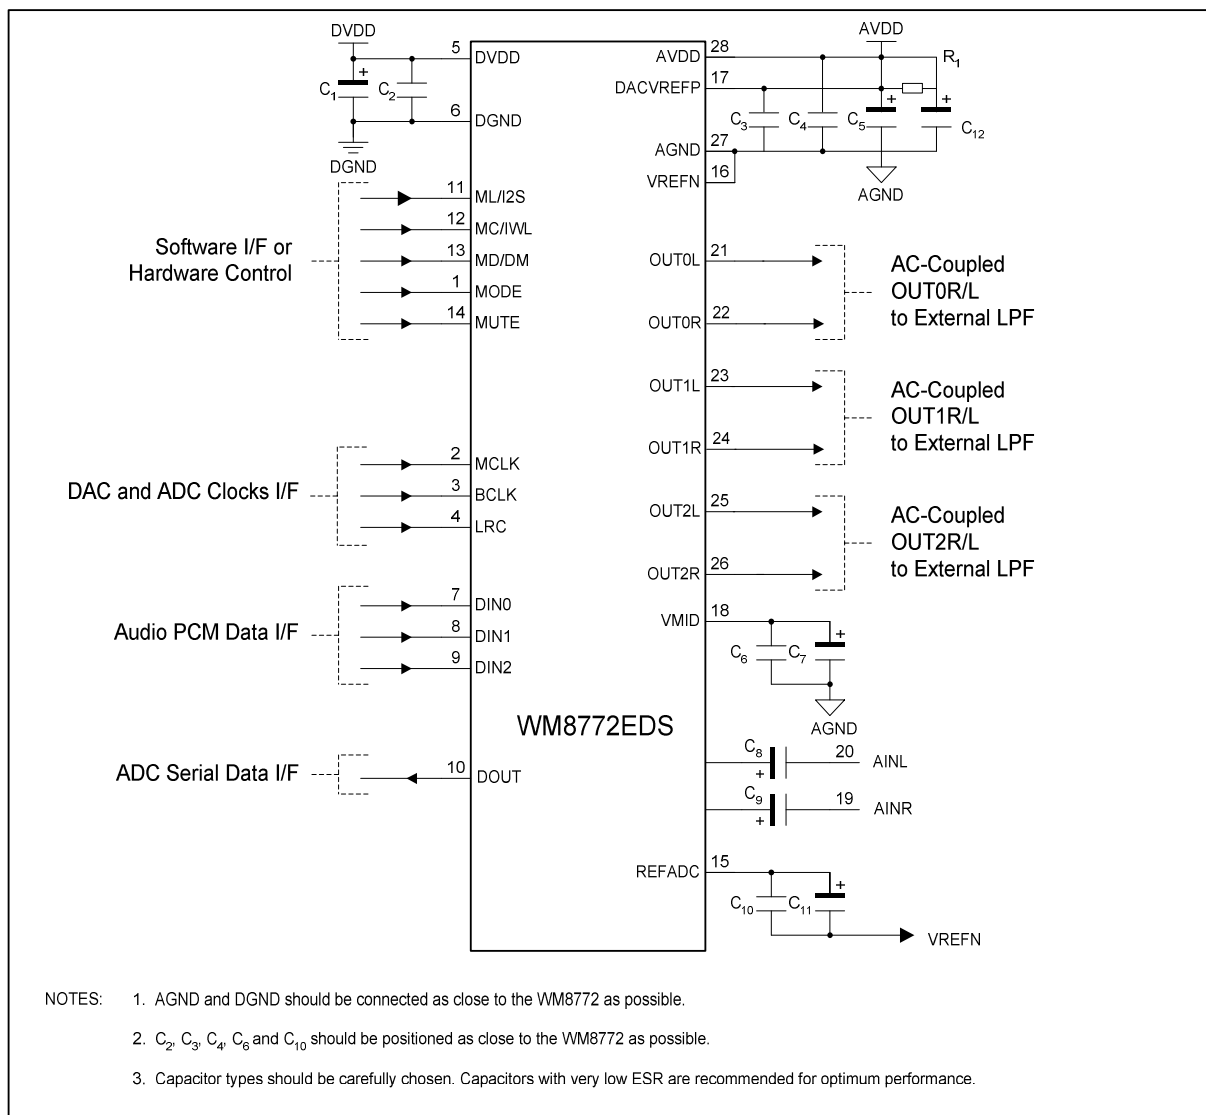 DVDD
AVDD
5
DVDD
AVDD
28
R1
+
C1
C2
DACVREFP
17
+
+
C3
C4
C5
C12
6
DGND
AGND
27
DGND
VREFN
16
AGND
Software I/F or
Hardware Control
11
ML/I2S
12
MC/IWL
13
MD/DM
1
MODE
14
MUTE
OUT0L
21
OUT0R
22
AC-Coupled
OUT0R/L
to External LPF
OUT1L
23
OUT1R
24
AC-Coupled
OUT1R/L
to External LPF
DAC and ADC Clocks I/F
2
MCLK
3
BCLK
4
LRC
OUT2L
25
OUT2R
26
AC-Coupled
OUT2R/L
to External LPF
Audio PCM Data I/F
7
DIN0
8
DIN1
9
DIN2
VMID
18
+
C6
C7
AGND
WM8772EDS
C8
+
20
AINL
ADC Serial Data I/F
10
DOUT
C9
+
19
AINR
REFADC
15
+
C10
C11
VREFN
NOTES:
1. AGND and DGND should be connected as close to the WM8772 as possible.
2. C2, C3, C4, C6 and C10 should be positioned as close to the WM8772 as possible.
3. Capacitor types should be carefully chosen. Capacitors with very low ESR are recommended for optimum performance.